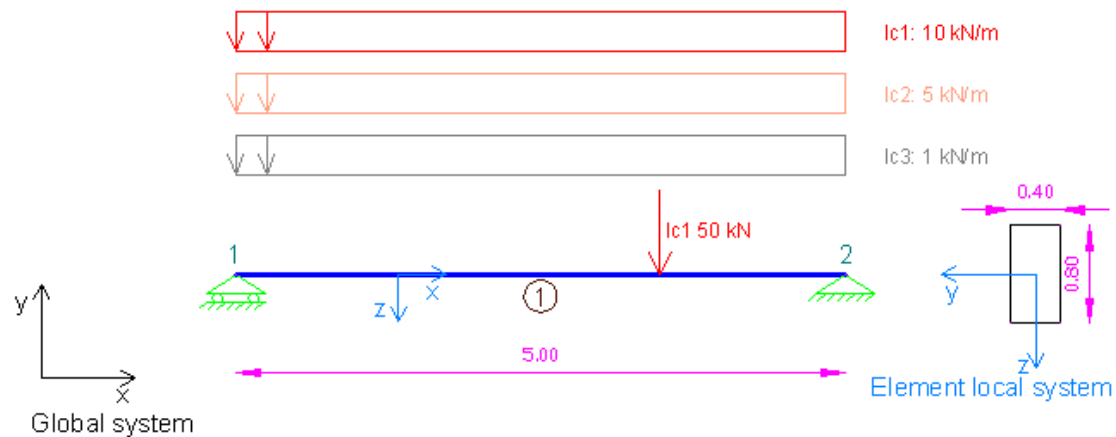 lc1: 10 kN/m
lc2: 5 kN/m
lc3: 1 kN/m
0.40
lc1 50 kN
1
2
0.80
y
x
z
1
y
z
5.00
x
Global system
Element local system